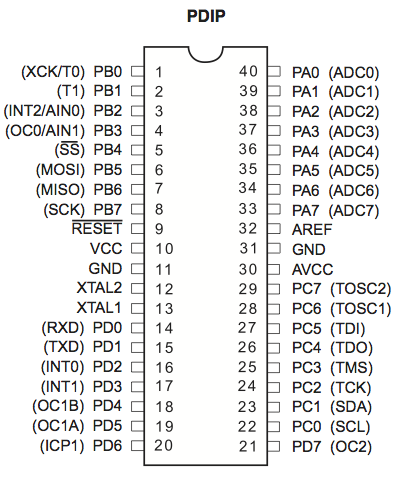 PDIP
(XCK/T0) PB0 1 40 PA0 (ADC0)
(T1) PB1 2 39 PA1 (ADC1)
(INT2/AIN0) PB2 3 38 PA2 (ADC2)
(OC0/AIN1) PB3 4 37 PA3 (ADC3)
(SS) PB4 5 36 PA4 (ADC4)
(MOSI) PB5 6 35 PA5 (ADC5)
(MISO) PB6 7 34 PA6 (ADC6)
(SCK) PB7 8 33 PA7 (ADC7)
RESET 9 32 AREF
VCC 10 31 GND
GND 11 30 AVCC
XTAL2 12 29 PC7 (TOSC2)
XTAL1 13 28 PC6 (TOSC1)
(RXD) PD0 14 27 PC5 (TDI)
(TXD) PD1 15 26 PC4 (TDO)
(INT0) PD2 16 25 PC3 (TMS)
(INT1) PD3 17 24 PC2 (TCK)
(OC1B) PD4 18 23 PC1 (SDA)
(OC1A) PD5 19 22 PC0 (SCL)
(ICP1) PD6 20 21 PD7 (OC2)